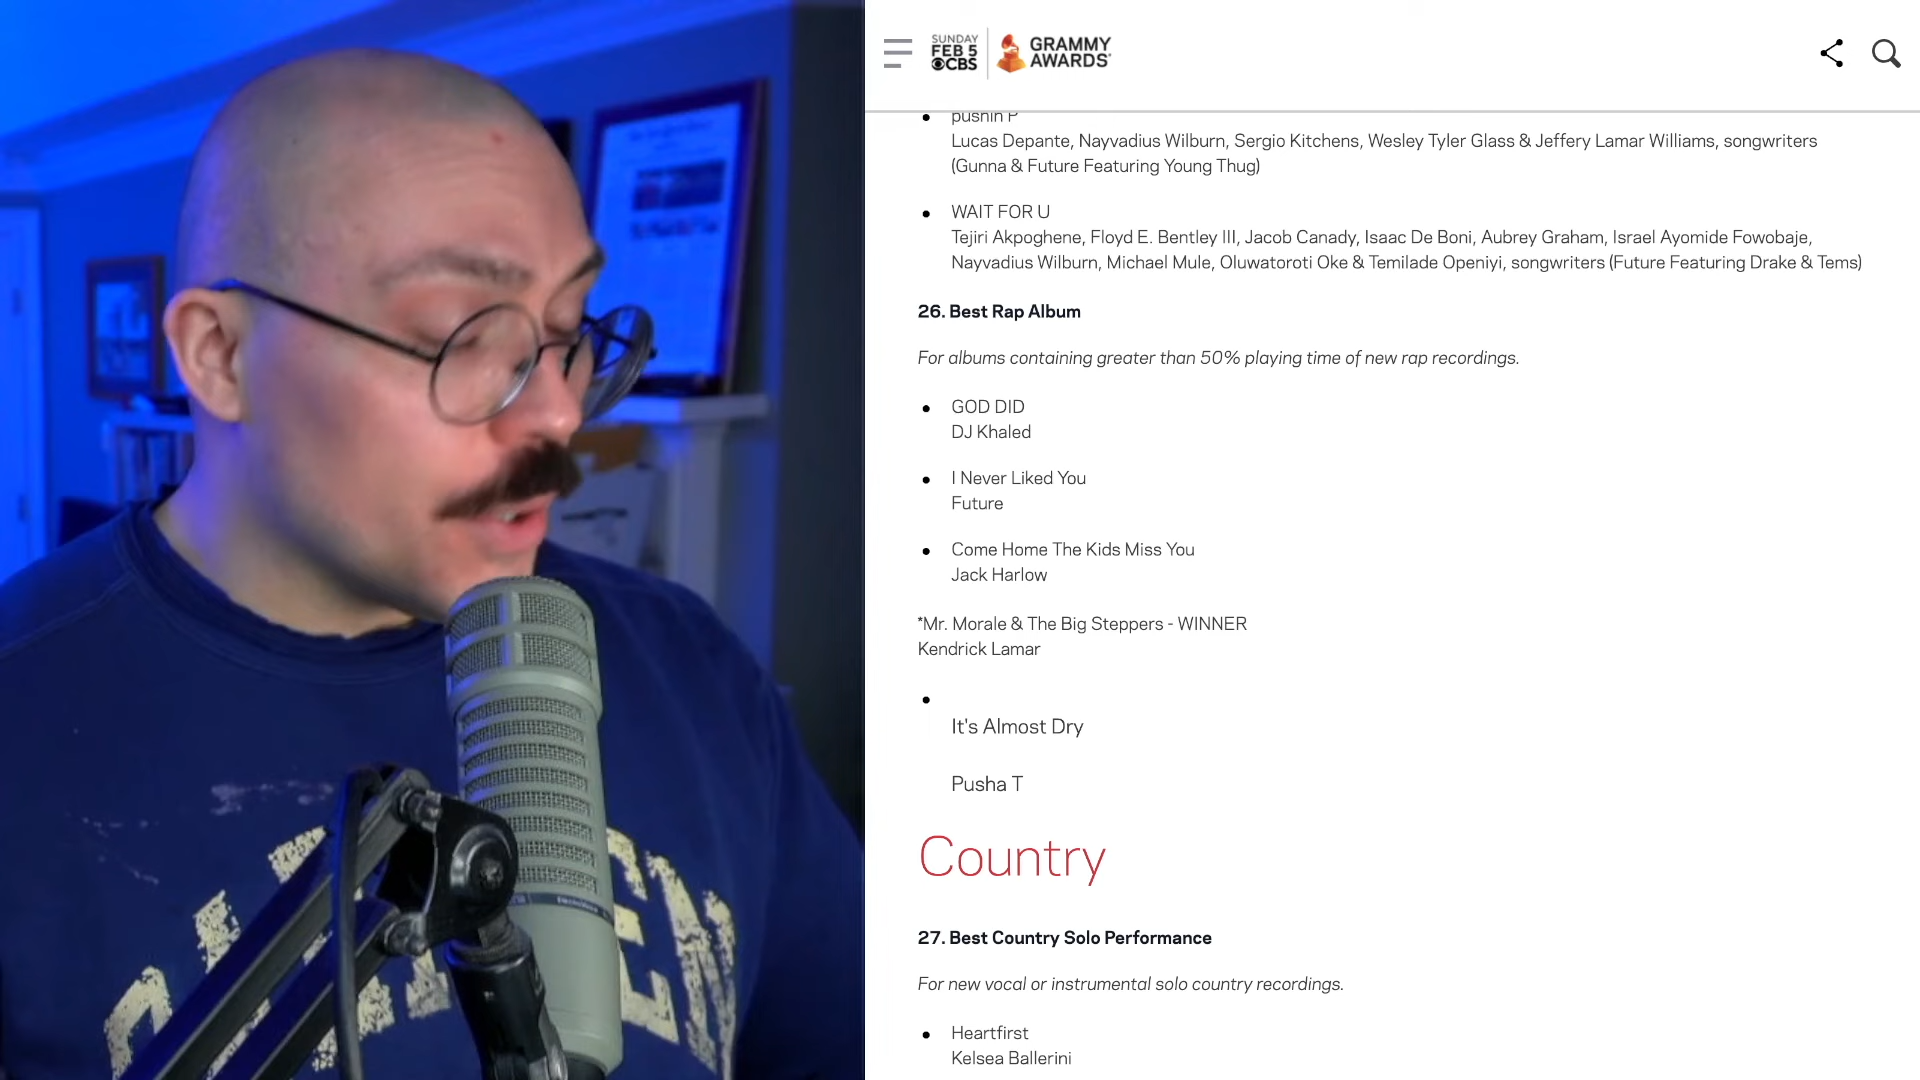 SUNDAY
FEB 5
CBS
GRAMMY
AWARDS
pushin P
Lucas Depante, Nayvadius Wilburn, Sergio Kitchens, Wesley Tyler Glass & Jeffery Lamar Williams, songwriters
(Gunna & Future Featuring Young Thug)
WAIT FOR U
Tejiri Akpoghene, Floyd E. Bentley III, Jacob Canady, Isaac De Boni, Aubrey Graham, Israel Ayomide Fowobaje,
Nayvadius Wilburn, Michael Mule, Oluwatoroti Oke & Temilade Openiyi, songwriters (Future Featuring Drake & Tems)
26. Best Rap Album
For albums containing greater than 50% playing time of new rap recordings.
GOD DID
DJ Khaled
I Never Liked You
Future
Come Home The Kids Miss You
Jack Harlow
*Mr. Morale & The Big Steppers - WINNER
Kendrick Lamar
It's Almost Dry
Pusha T
Country
27. Best Country Solo Performance
For new vocal or instrumental solo country recordings.
Heartfirst
Kelsea Ballerini